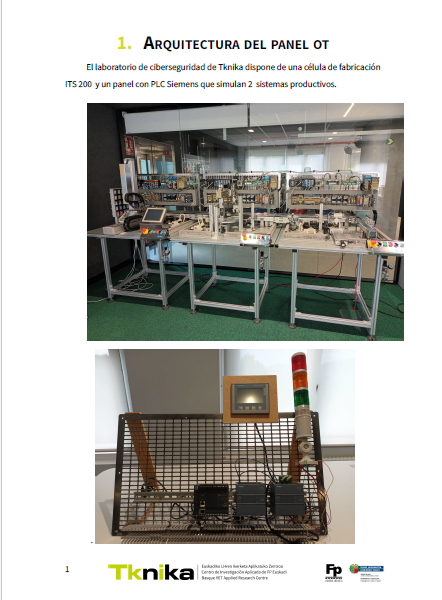 1. ARQUITECTURA DEL PANEL OT
El laboratorio de ciberseguridad de Tknika dispone de una célula de fabricación
ITS 200 y un panel con PLC Siemens que simulan 2 sistemas productivos.
1
Tknika
Euskadiko LHren Ikerketa Aplikatuko Zentroa
Centro de Investigación Aplicada de FP Euskadi
Basque VET Applied Research Centre
Fp